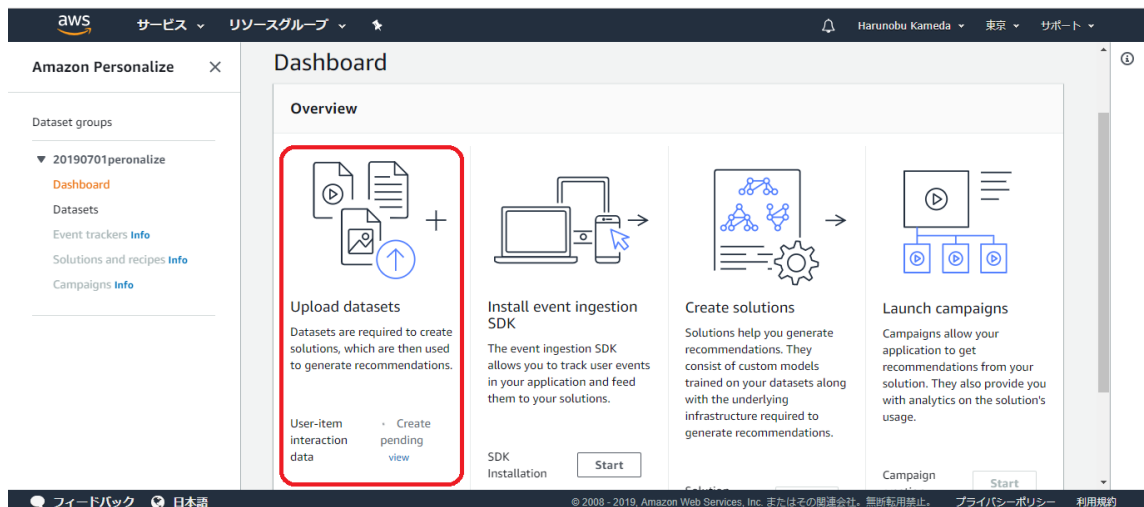 aws サービス リソースグループ Harunobu Kameda 東京 サポート
Amazon Personalize
Dataset groups
20190701peronalize
Dashboard
Datasets
Event trackers Info
Solutions and recipes Info
Campaigns Info
Dashboard
Overview
Upload datasets
Datasets are required to create
solutions, which are then used
to generate recommendations.
User-item
interaction
data
Create
pending
view
Install event ingestion
SDK
The event ingestion SDK
allows you to track user events
in your application and feed
them to your solutions.
SDK
Installation
Start
Create solutions
Solutions help you generate
recommendations. They
consist of custom models
trained on your datasets along
with the underlying
infrastructure required to
generate recommendations.
Launch campaigns
Campaigns allow your
application to get
recommendations from your
solution. They also provide you
with analytics on the solution's
usage.
Campaign
Start
フィードバック 日本語 © 2008 - 2019, Amazon Web Services, Inc. またはその関連会社。無断転用禁止。 プライバシーポリシー 利用規約